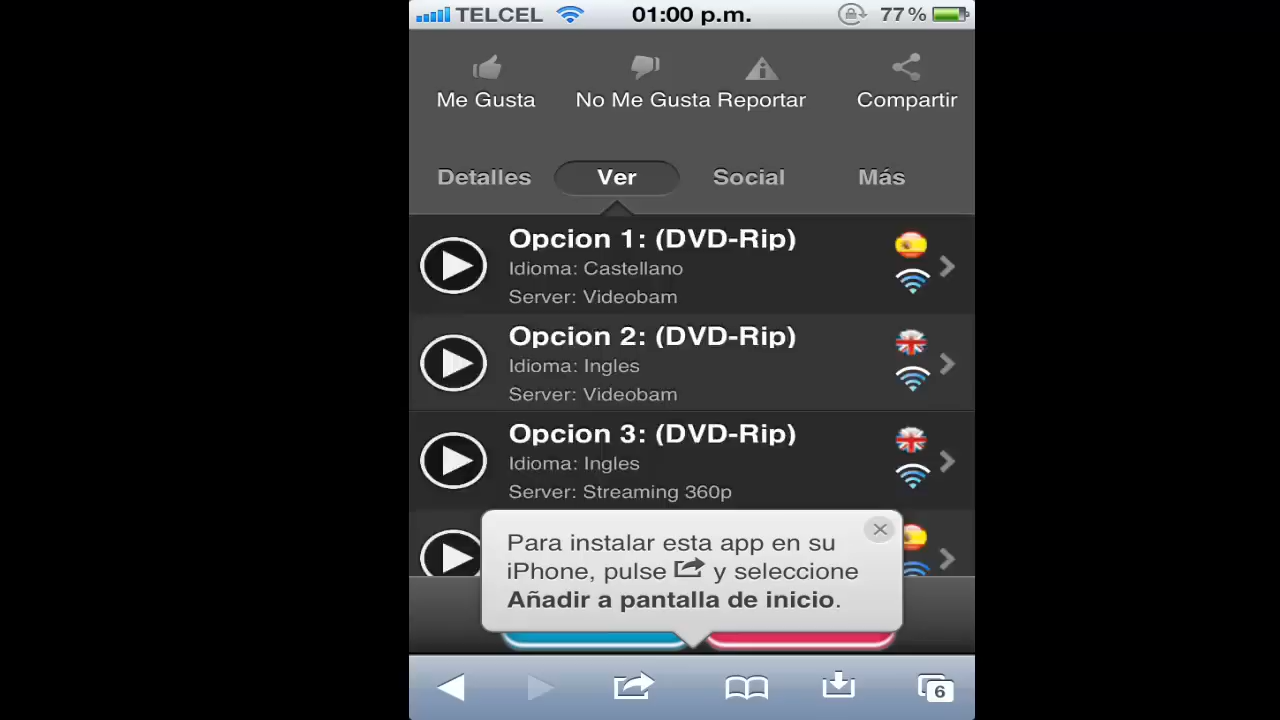 TELCEL 01:00 p.m. 77%
Me Gusta No Me Gusta Reportar Compartir
Detalles Ver Social Más
Opcion 1: (DVD-Rip)
Idioma: Castellano
Server: Videobam
Opcion 2: (DVD-Rip)
Idioma: Ingles
Server: Videobam
Opcion 3: (DVD-Rip)
Idioma: Ingles
Server: Streaming 360p
Para instalar esta app en su
iPhone, pulse y seleccione
Añadir a pantalla de inicio.
6